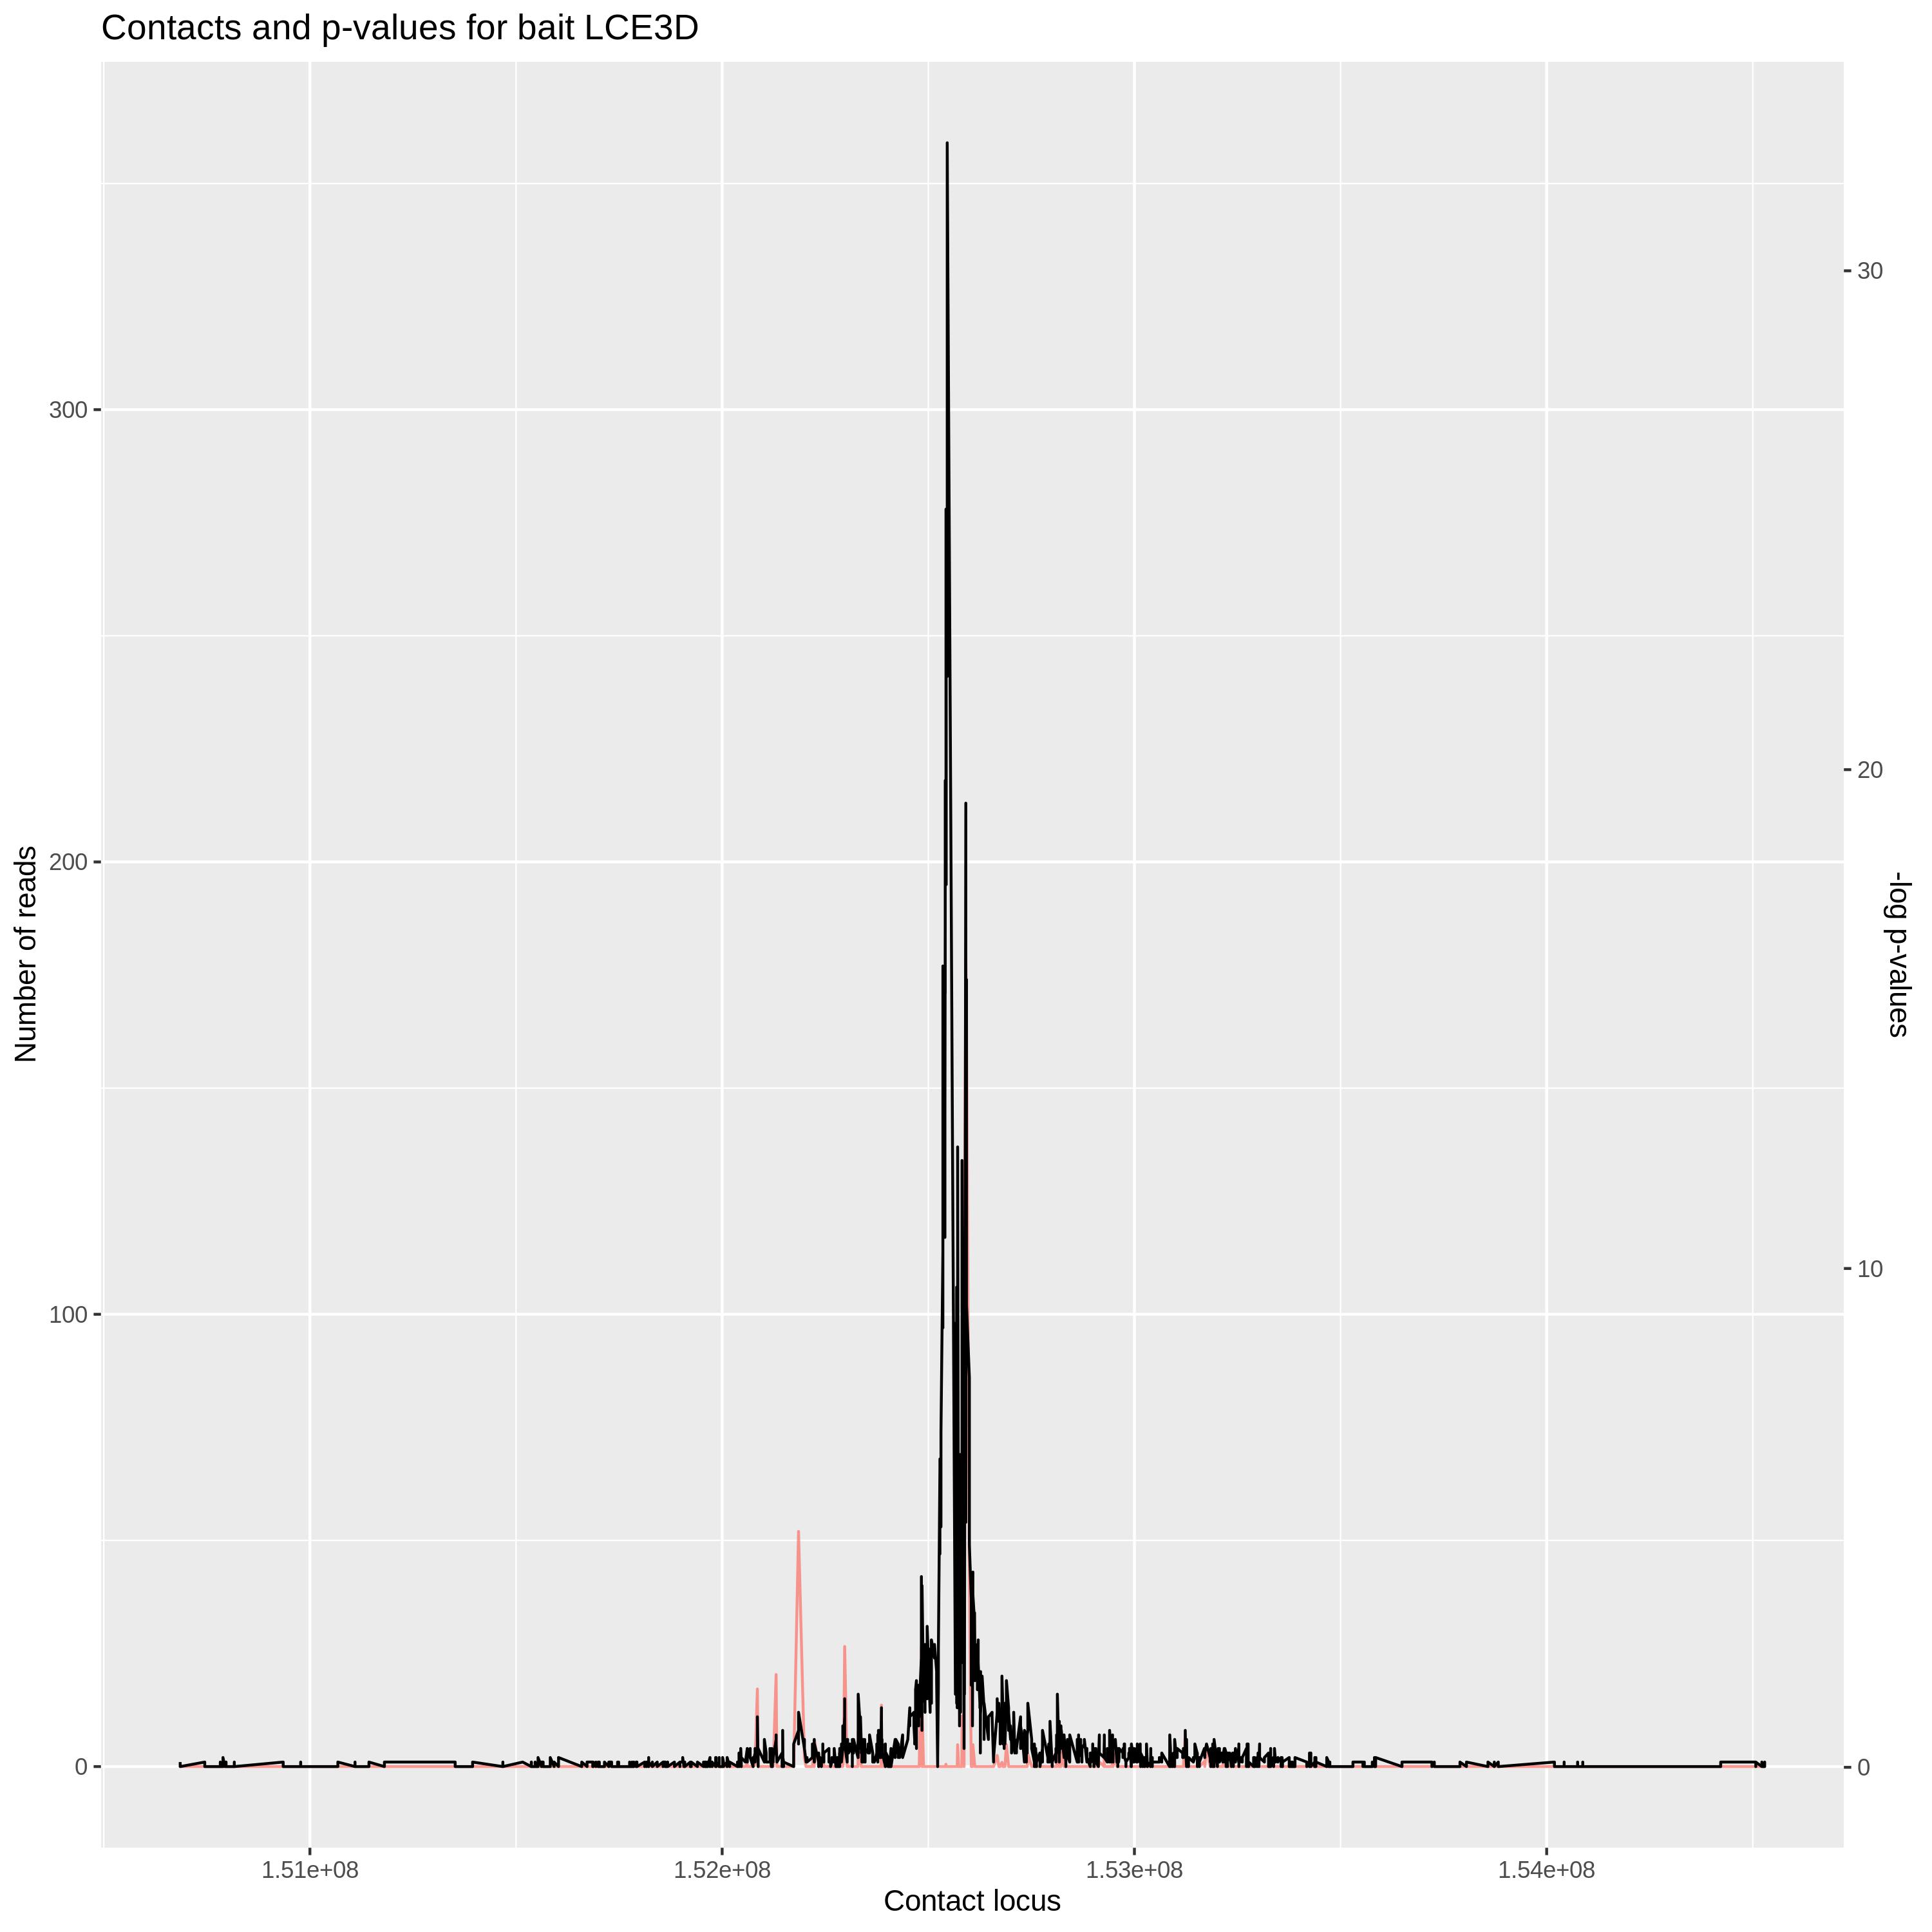 Contacts and p-values for bait LCE3D
Number of reads
300
200
100
0
30
20
10
0
-log p-values
1.51e+08
1.52e+08
1.53e+08
1.54e+08
Contact locus